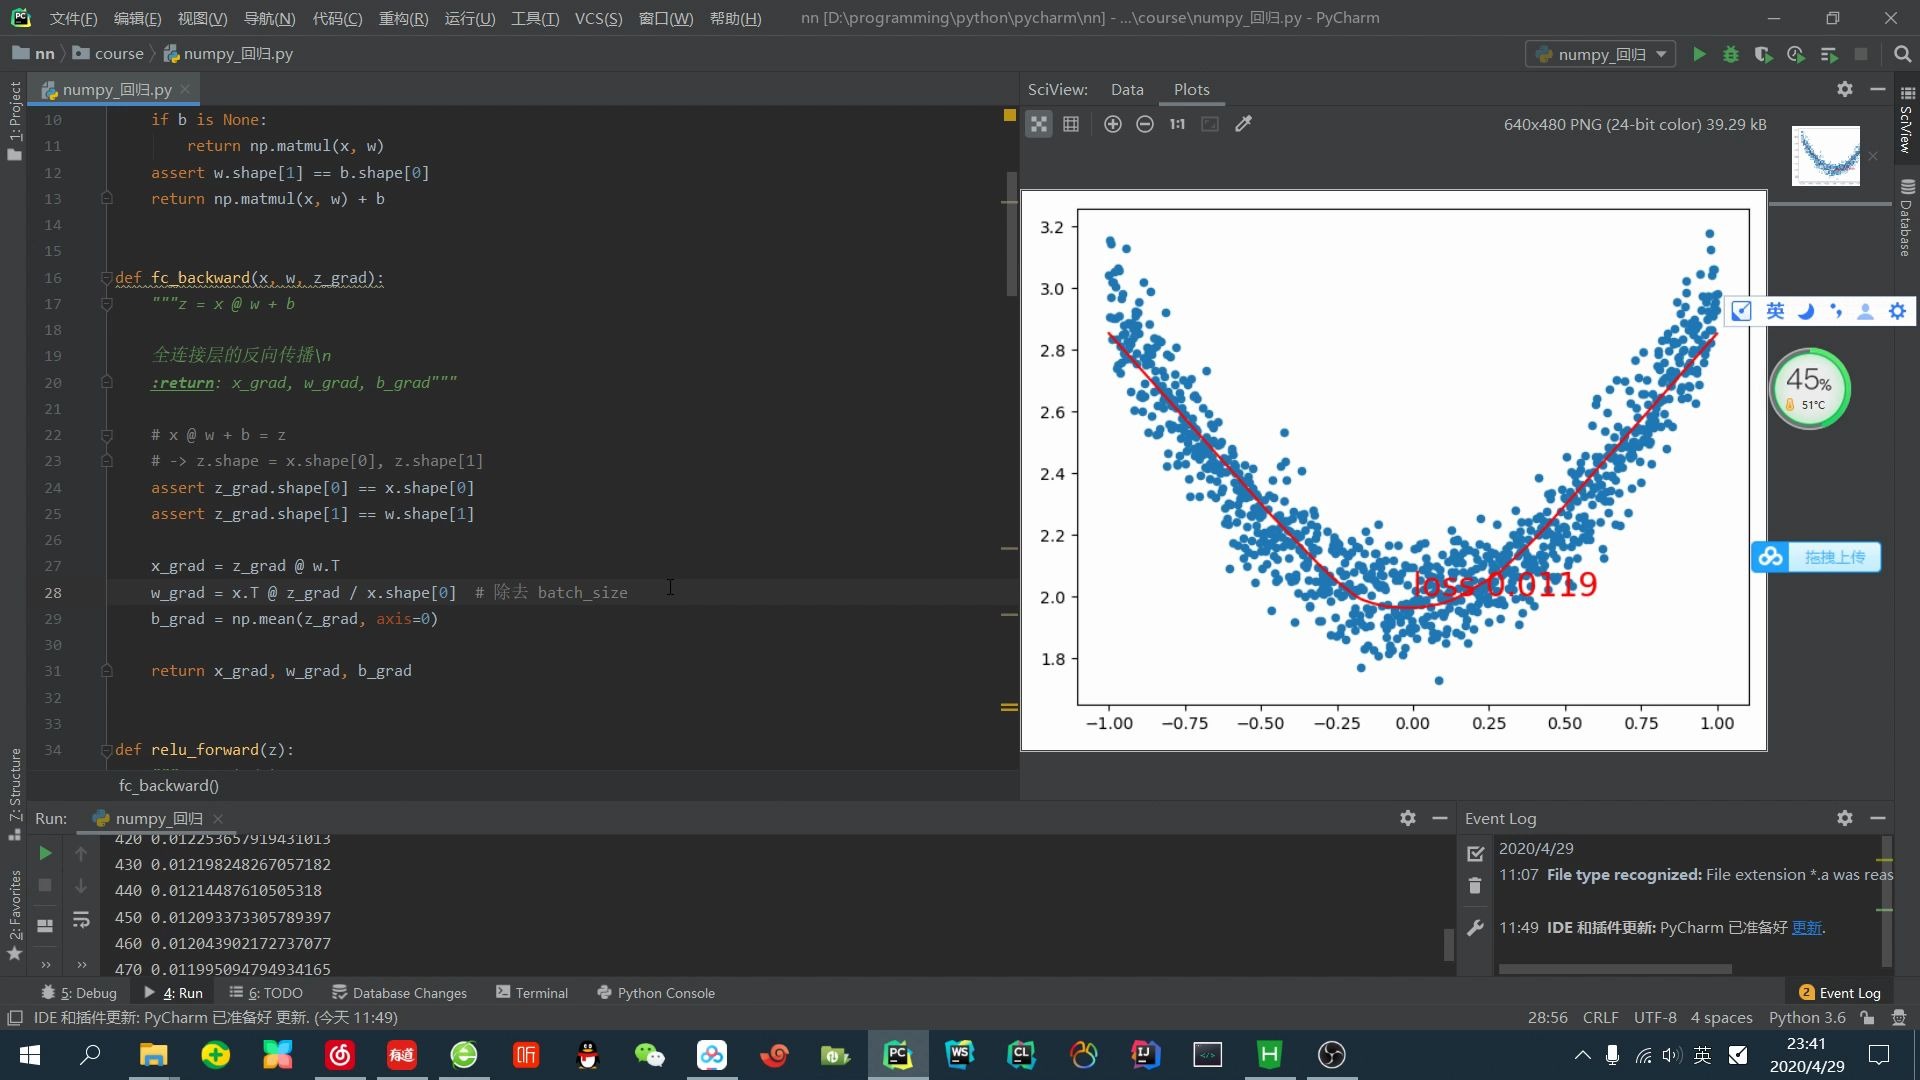 文件(F) 编辑(E) 视图(V) 导航(N) 代码(C) 重构(R) 运行(U) 工具(T) VCS(S) 窗口(W) 帮助(H) nn [D:\programming\python\pycharm\nn] - ...\course\numpy_回归.py - PyCharm
nn course numpy_回归.py
numpy_回归
numpy_回归.py
1: Project
10 if b is None:
11 return np.matmul(x, w)
12 assert w.shape[1] == b.shape[0]
13 return np.matmul(x, w) + b
14
15
16 def fc_backward(x, w, z_grad):
17 """z = x @ w + b
18
19 全连接层的反向传播\n
20 :return: x_grad, w_grad, b_grad"""
21
22 # x @ w + b = z
23 # -> z.shape = x.shape[0], z.shape[1]
24 assert z_grad.shape[0] == x.shape[0]
25 assert z_grad.shape[1] == w.shape[1]
26
27 x_grad = z_grad @ w.T
28 w_grad = x.T @ z_grad / x.shape[0] # 除去 batch_size
29 b_grad = np.mean(z_grad, axis=0)
30
31 return x_grad, w_grad, b_grad
32
33
34 def relu_forward(z):
fc_backward()
SciView: Data Plots
1:1 640x480 PNG (24-bit color) 39.29 kB
SciView
Database
3.2
3.0
2.8
2.6
2.4
2.2
2.0
1.8
loss 0.0119
−1.00 −0.75 −0.50 −0.25 0.00 0.25 0.50 0.75 1.00
英
45%
51°C
拖拽上传
Z: Structure
2: Favorites
Run: numpy_回归
420 0.012253657919431013
430 0.012198248267057182
440 0.01214487610505318
450 0.012093373305789397
460 0.012043902172737077
470 0.011995094794934165
Event Log
2020/4/29
11:07 File type recognized: File extension *.a was reas
11:49 IDE 和插件更新: PyCharm 已准备好 更新.
5: Debug 4: Run 6: TODO Database Changes Terminal Python Console 2 Event Log
IDE 和插件更新: PyCharm 已准备好 更新. (今天 11:49) 28:56 CRLF UTF-8 4 spaces Python 3.6
有道 听 PC WS CL IJ H 英
23:41
2020/4/29